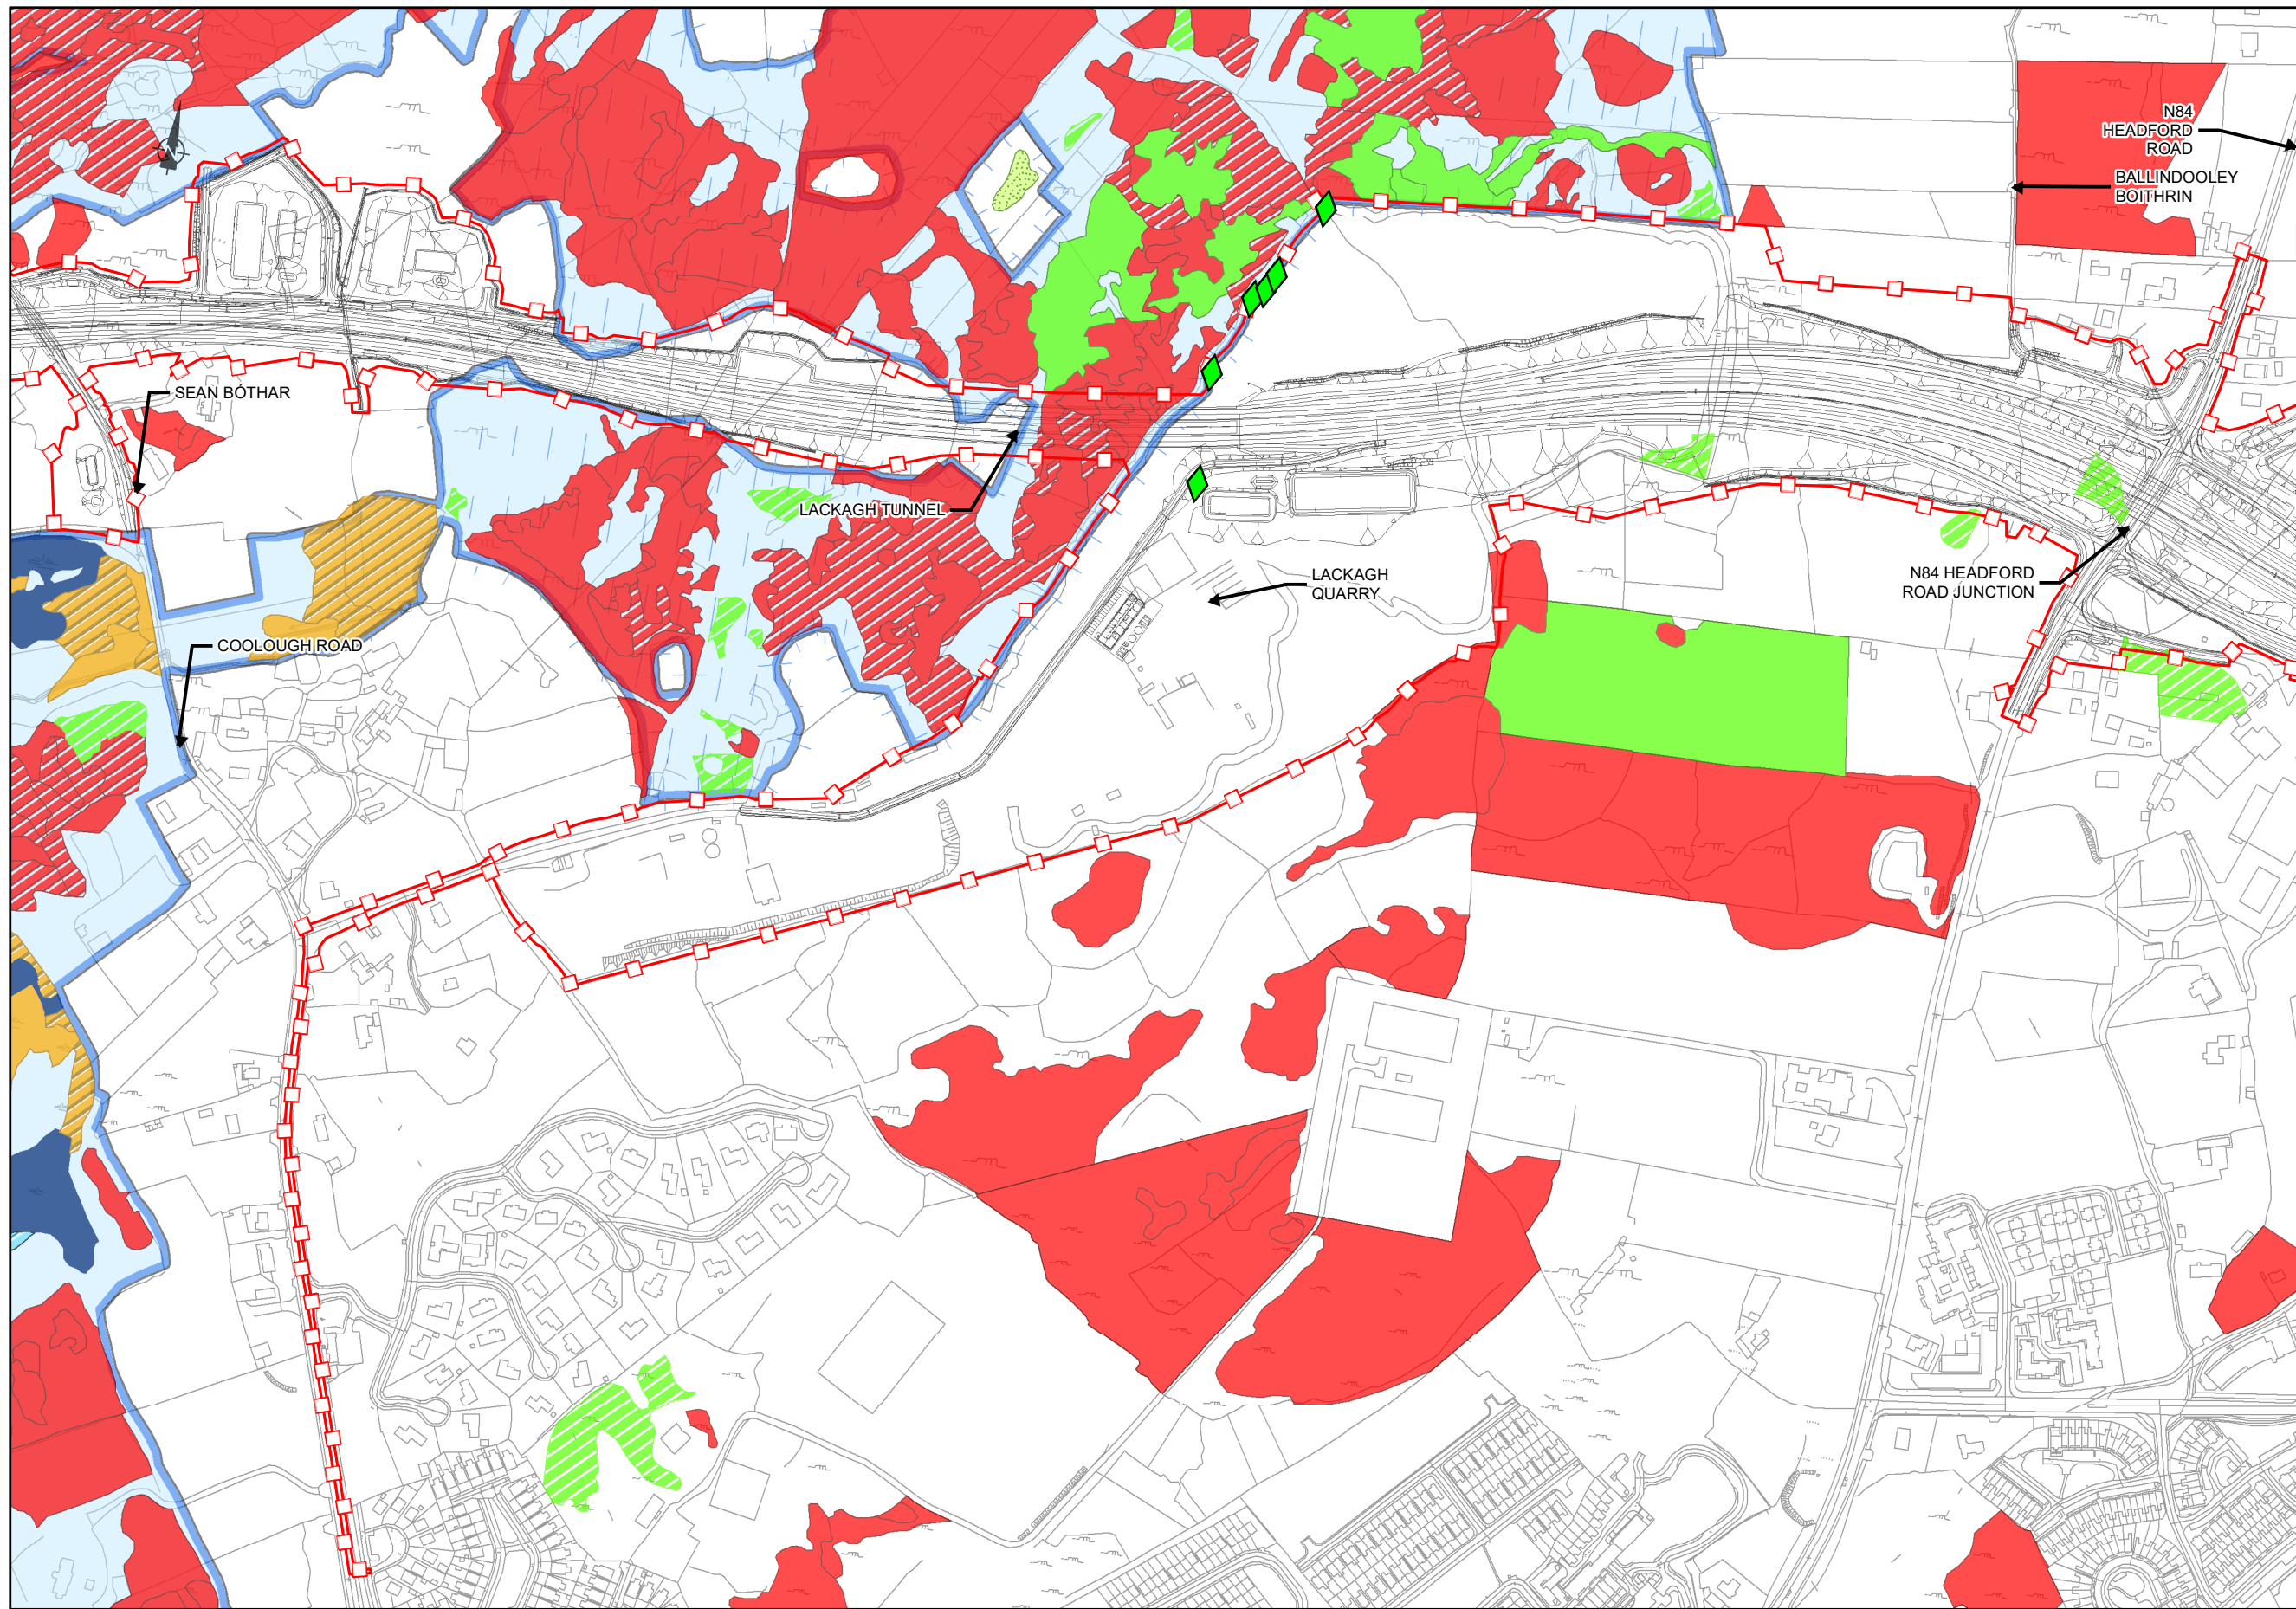 N84
HEADFORD
ROAD
BALLINDOOLEY
BOITHRIN
SEAN BÓTHAR
LACKAGH TUNNEL
LACKAGH
QUARRY
N84 HEADFORD
ROAD JUNCTION
COOLOUGH ROAD